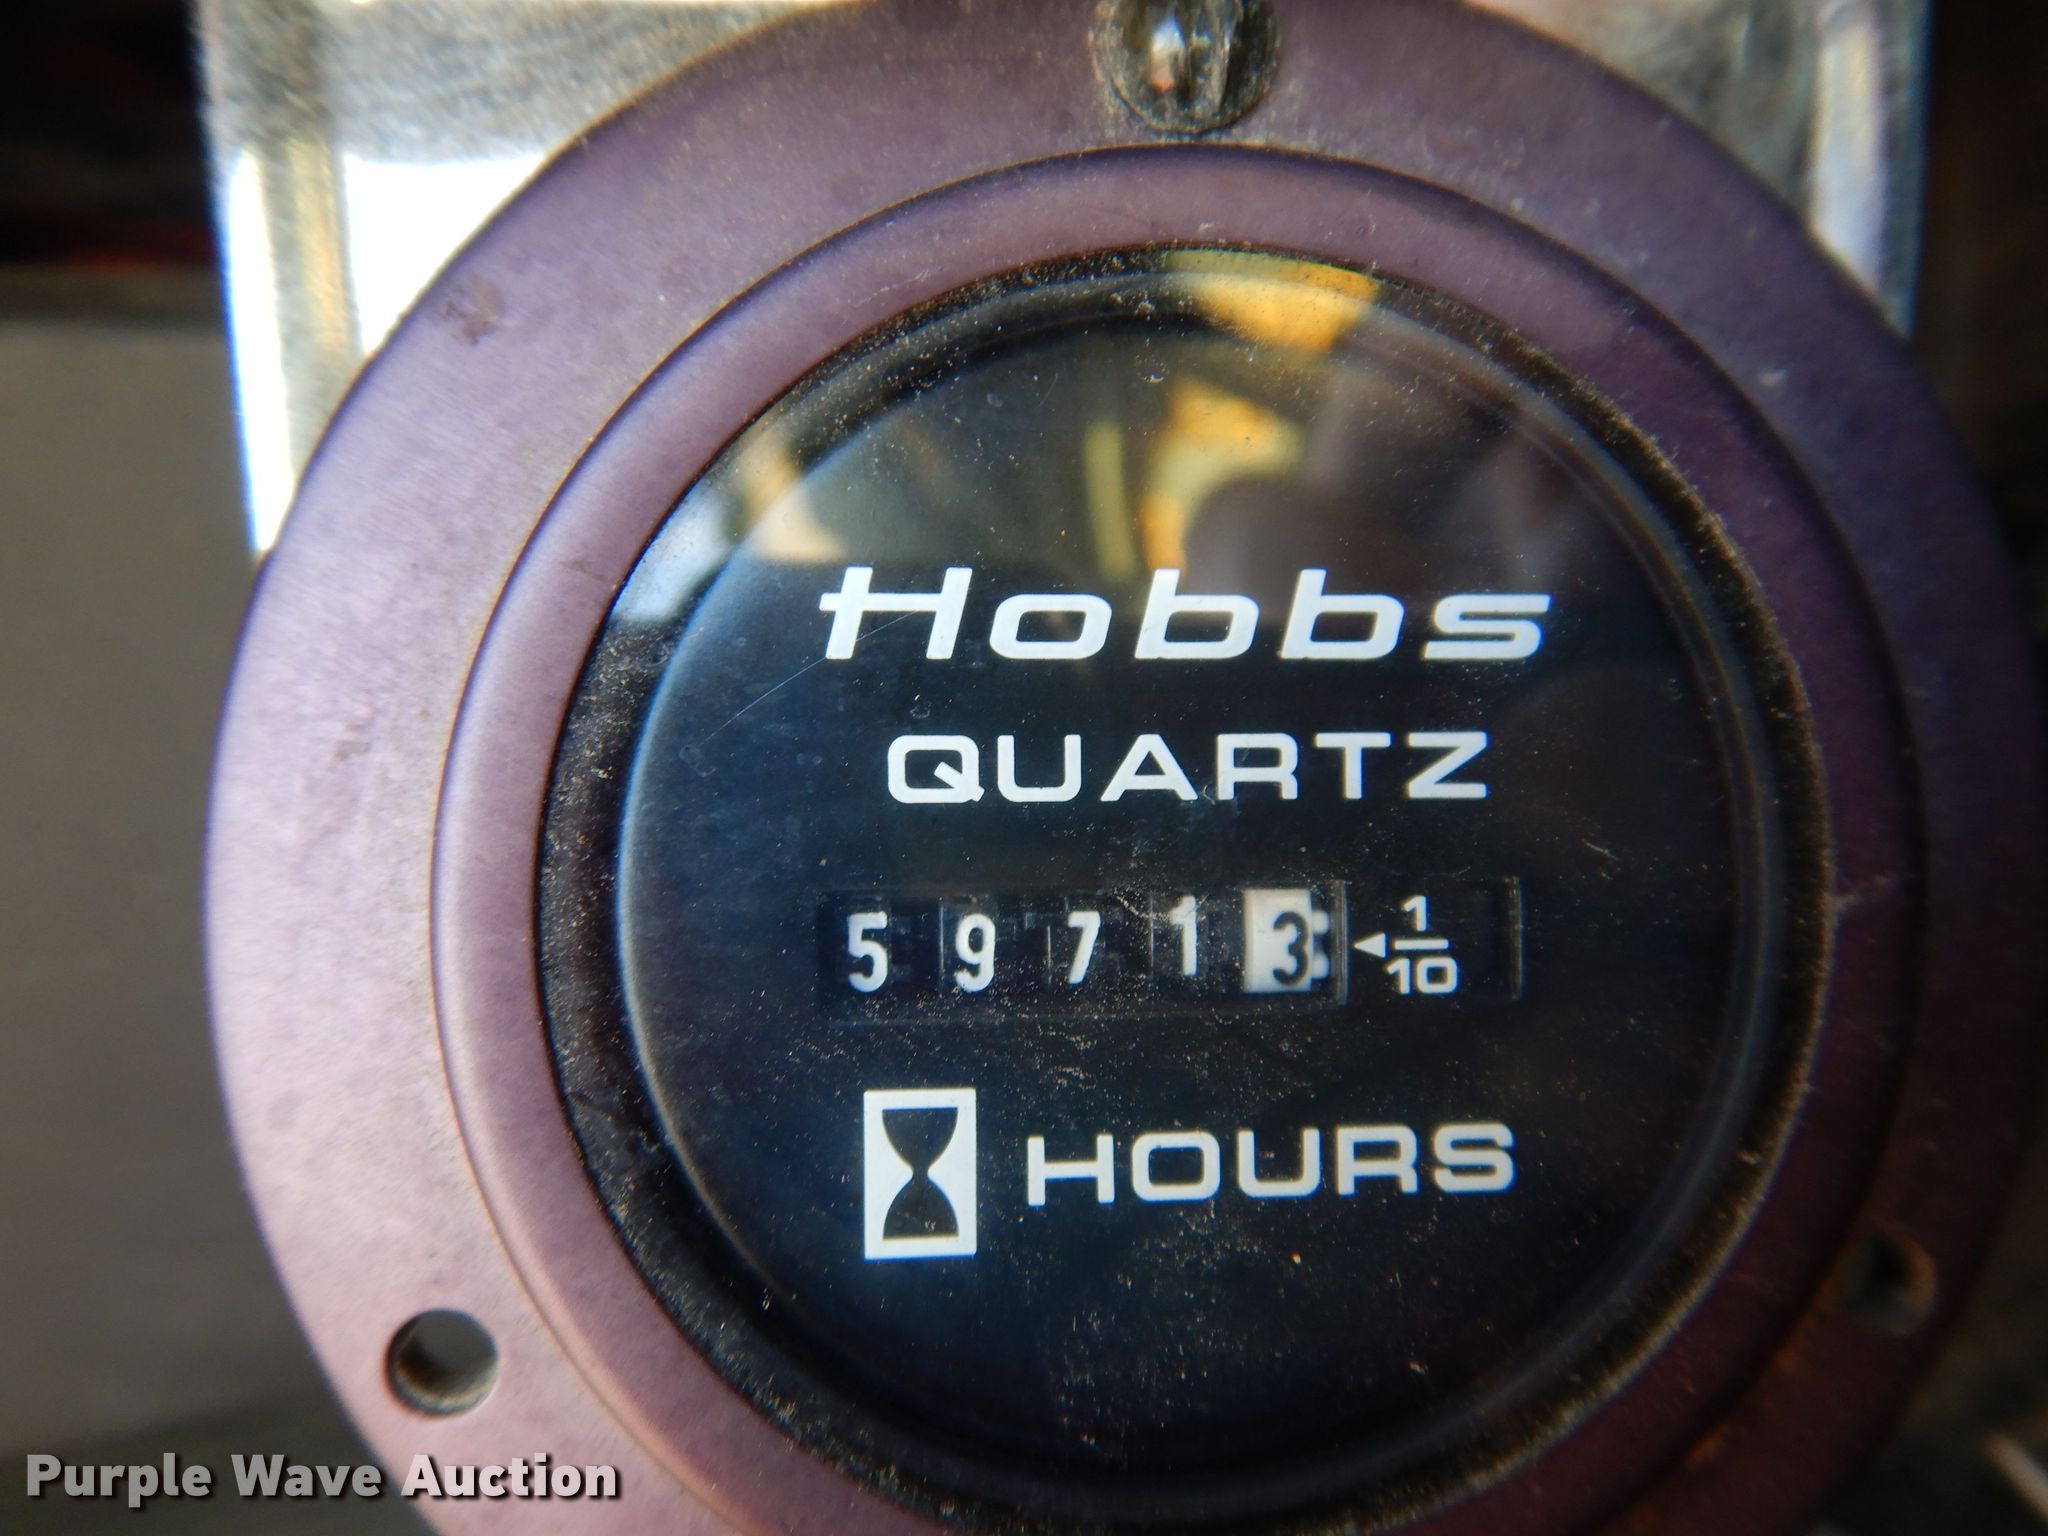 Hobbs
QUARTZ
5 9 7 1 3 ◄ 1/10
HOURS
Purple Wave Auction